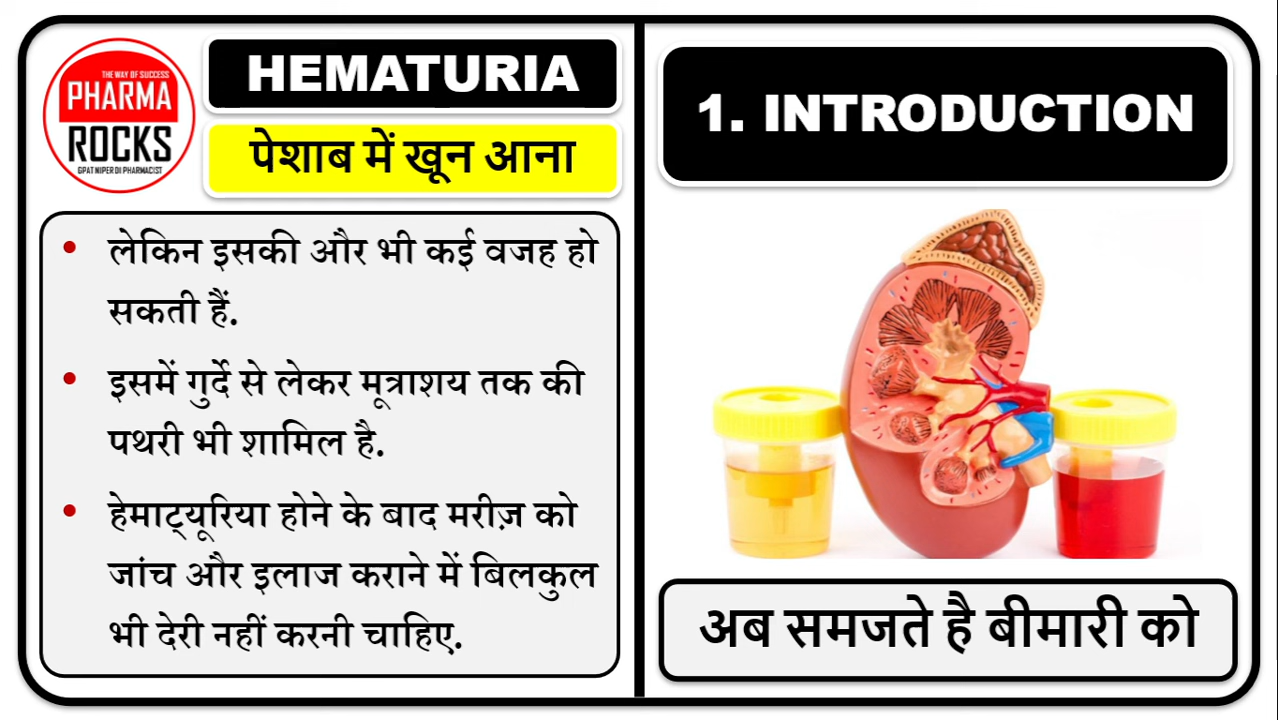 THE WAY OF SUCCESS
PHARMA
ROCKS
GPAT NIPER DI PHARMACIST
HEMATURIA
पेशाब में खून आना
• लेकिन इसकी और भी कई वजह हो
सकती हैं.
• इसमें गुर्दे से लेकर मूत्राशय तक की
पथरी भी शामिल है.
• हेमाट्यूरिया होने के बाद मरीज़ को
जांच और इलाज कराने में बिलकुल
भी देरी नहीं करनी चाहिए.
1. INTRODUCTION
अब समजते है बीमारी को